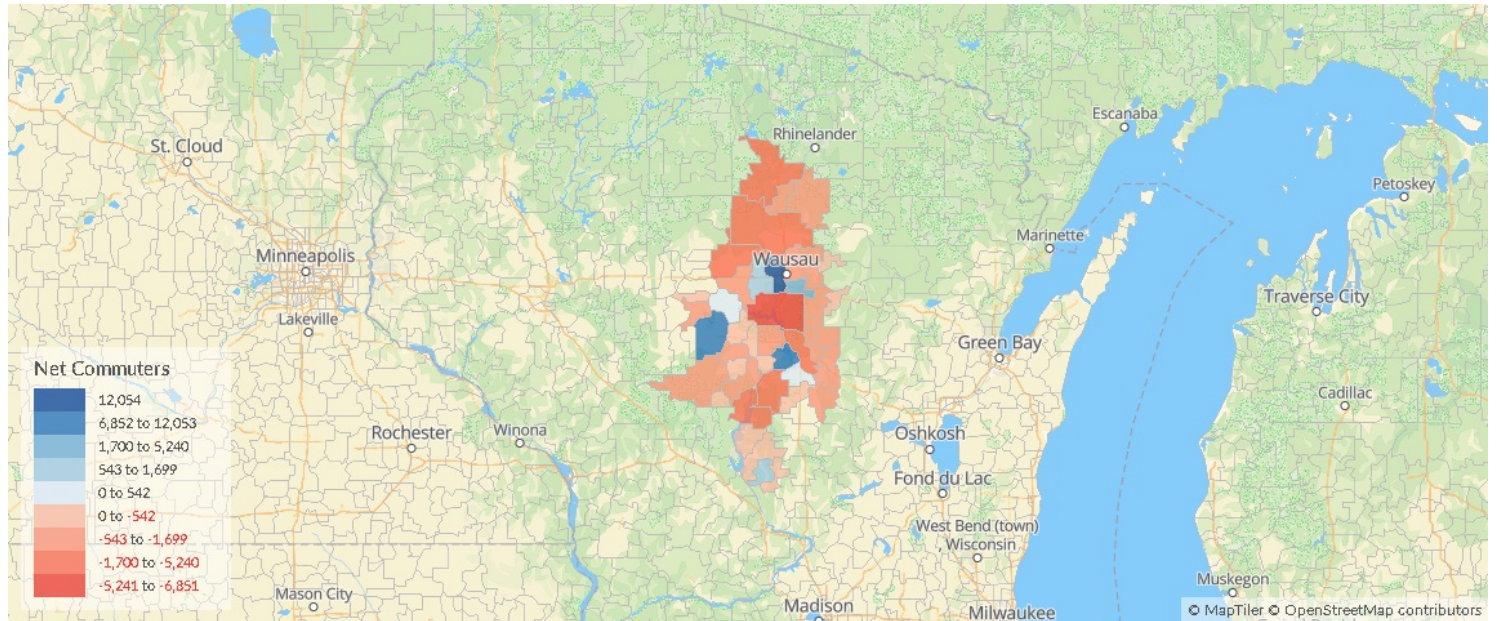 Escanaba
Rhinelander
St. Cloud
Petoskey
Marinette
Minneapolis
Wausau
Traverse City
Lakeville
Green Bay
Net Commuters
12,054
6,852 to 12,053
1,700 to 5,240
543 to 1,699
0 to 542
0 to -542
-543 to -1,699
-1,700 to -5,240
-5,241 to -6,851
Cadillac
Rochester
Winona
Oshkosh
Fond du Lac
West Bend (town)
, Wisconsin
Muskegon
Mason City
Madison
Milwaukee
© MapTiler © OpenStreetMap contributors